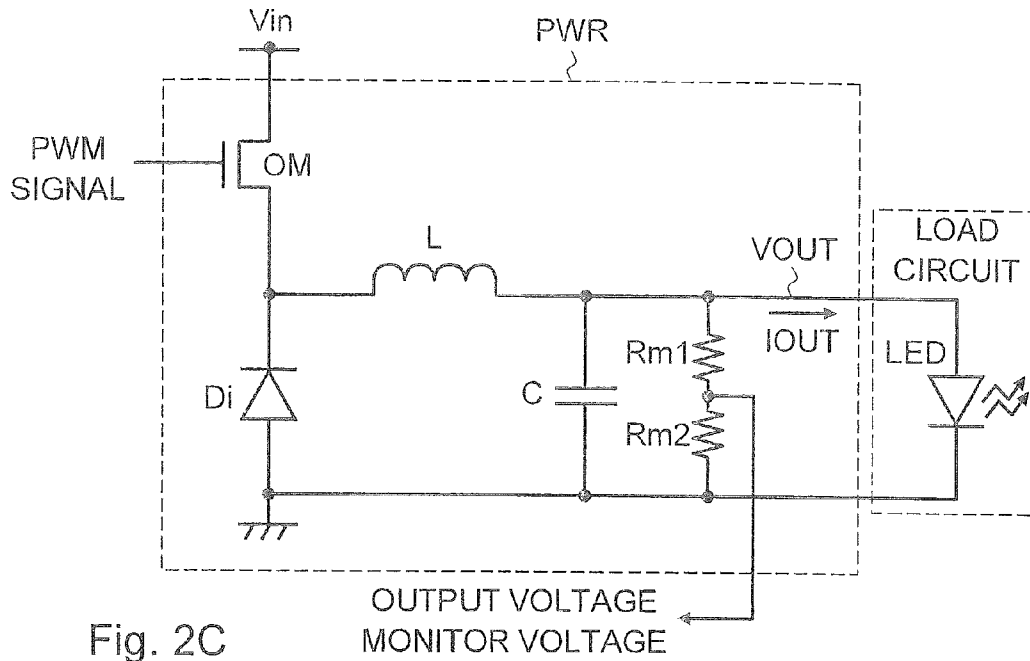 Vin
PWR
PWM
SIGNAL
OM
L
VOUT
IOUT
LOAD
CIRCUIT
LED
Di
C
Rm1
Rm2
OUTPUT VOLTAGE
MONITOR VOLTAGE
Fig. 2C